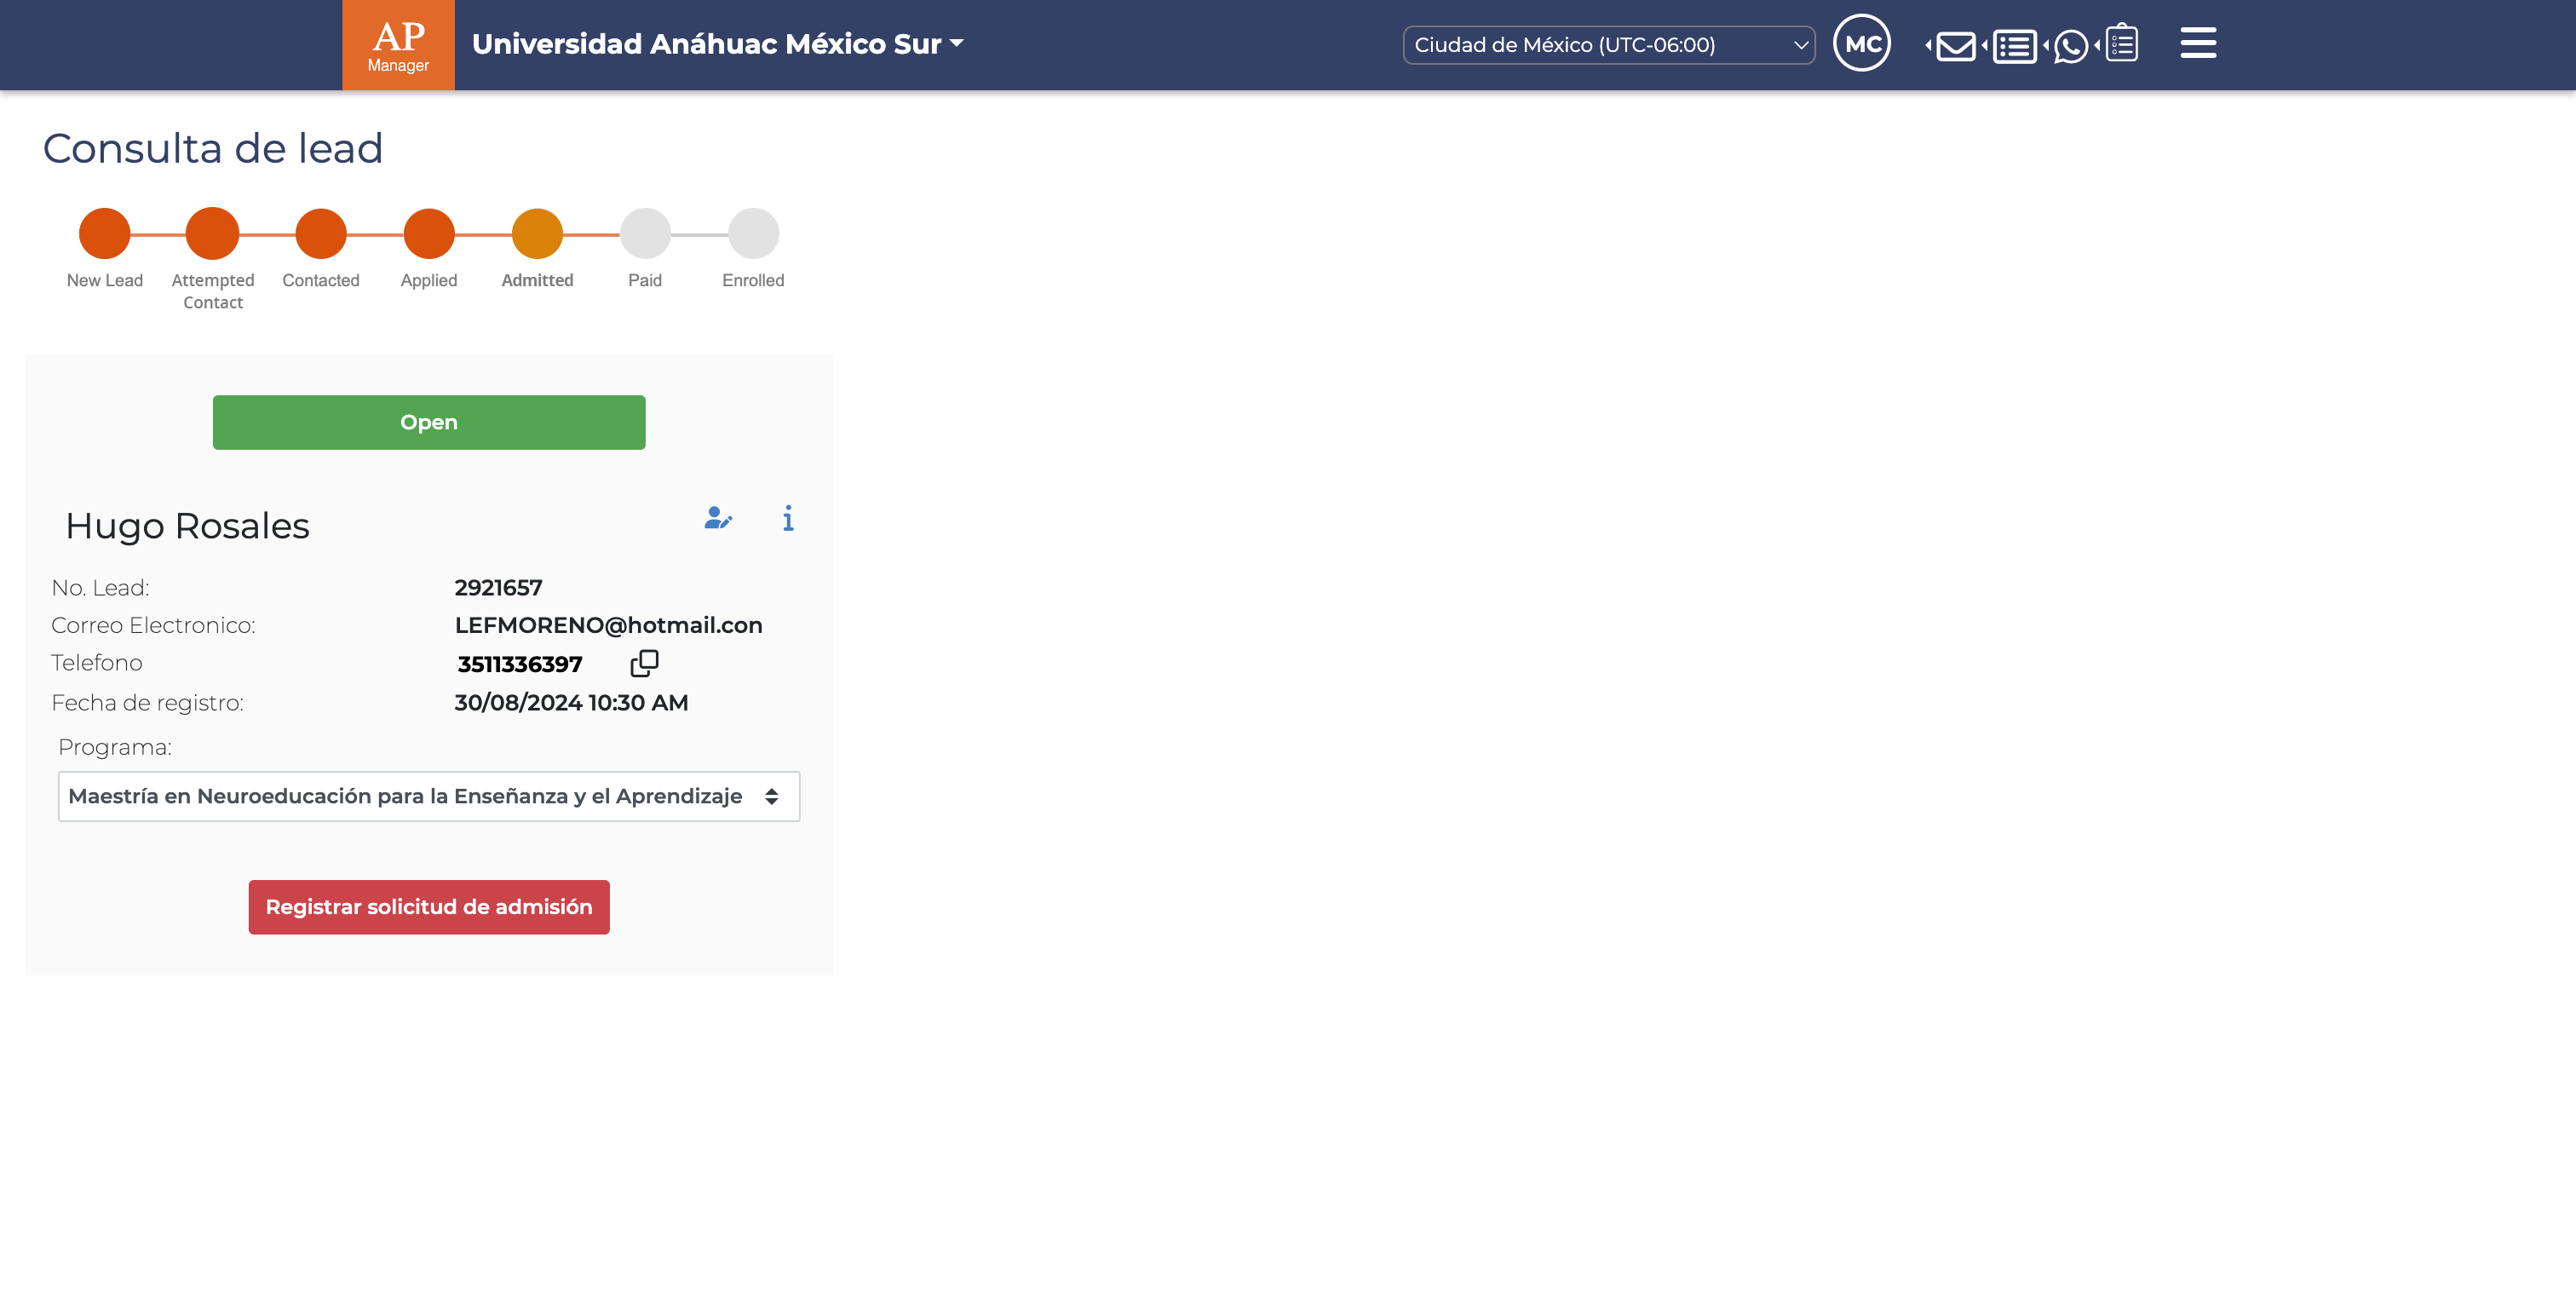 AP
Manager
Universidad Anáhuac México Sur
Ciudad de México (UTC-06:00)
MC
Consulta de lead
New Lead
Attempted Contact
Contacted
Applied
Admitted
Paid
Enrolled
Open
Hugo Rosales
No. Lead: 2921657
Correo Electronico: LEFMORENO@hotmail.con
Telefono 3511336397
Fecha de registro: 30/08/2024 10:30 AM
Programa:
Maestría en Neuroeducación para la Enseñanza y el Aprendizaje
Registrar solicitud de admisión